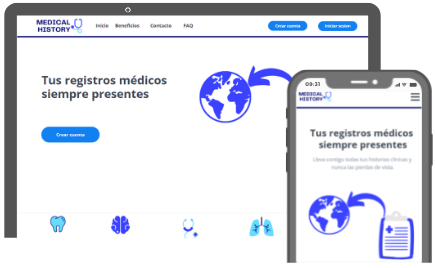 MEDICAL
HISTORY
Inicio Beneficios Contacto FAQ
Crear cuenta
Iniciar sesion
Tus registros médicos
siempre presentes
Crear cuenta
09:31
MEDICAL
HISTORY
Tus registros médicos
siempre presentes
Lleva contigo todas tus historias clínicas y
nunca las pierdas de vista.